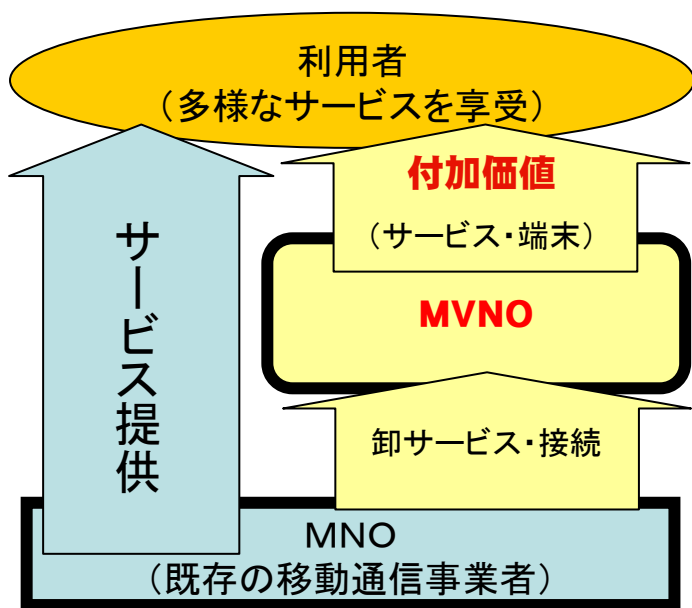 利用者
（多様なサービスを享受）
付加価値
（サービス・端末）
サービス提供
MVNO
卸サービス・接続
MNO
（既存の移動通信事業者）